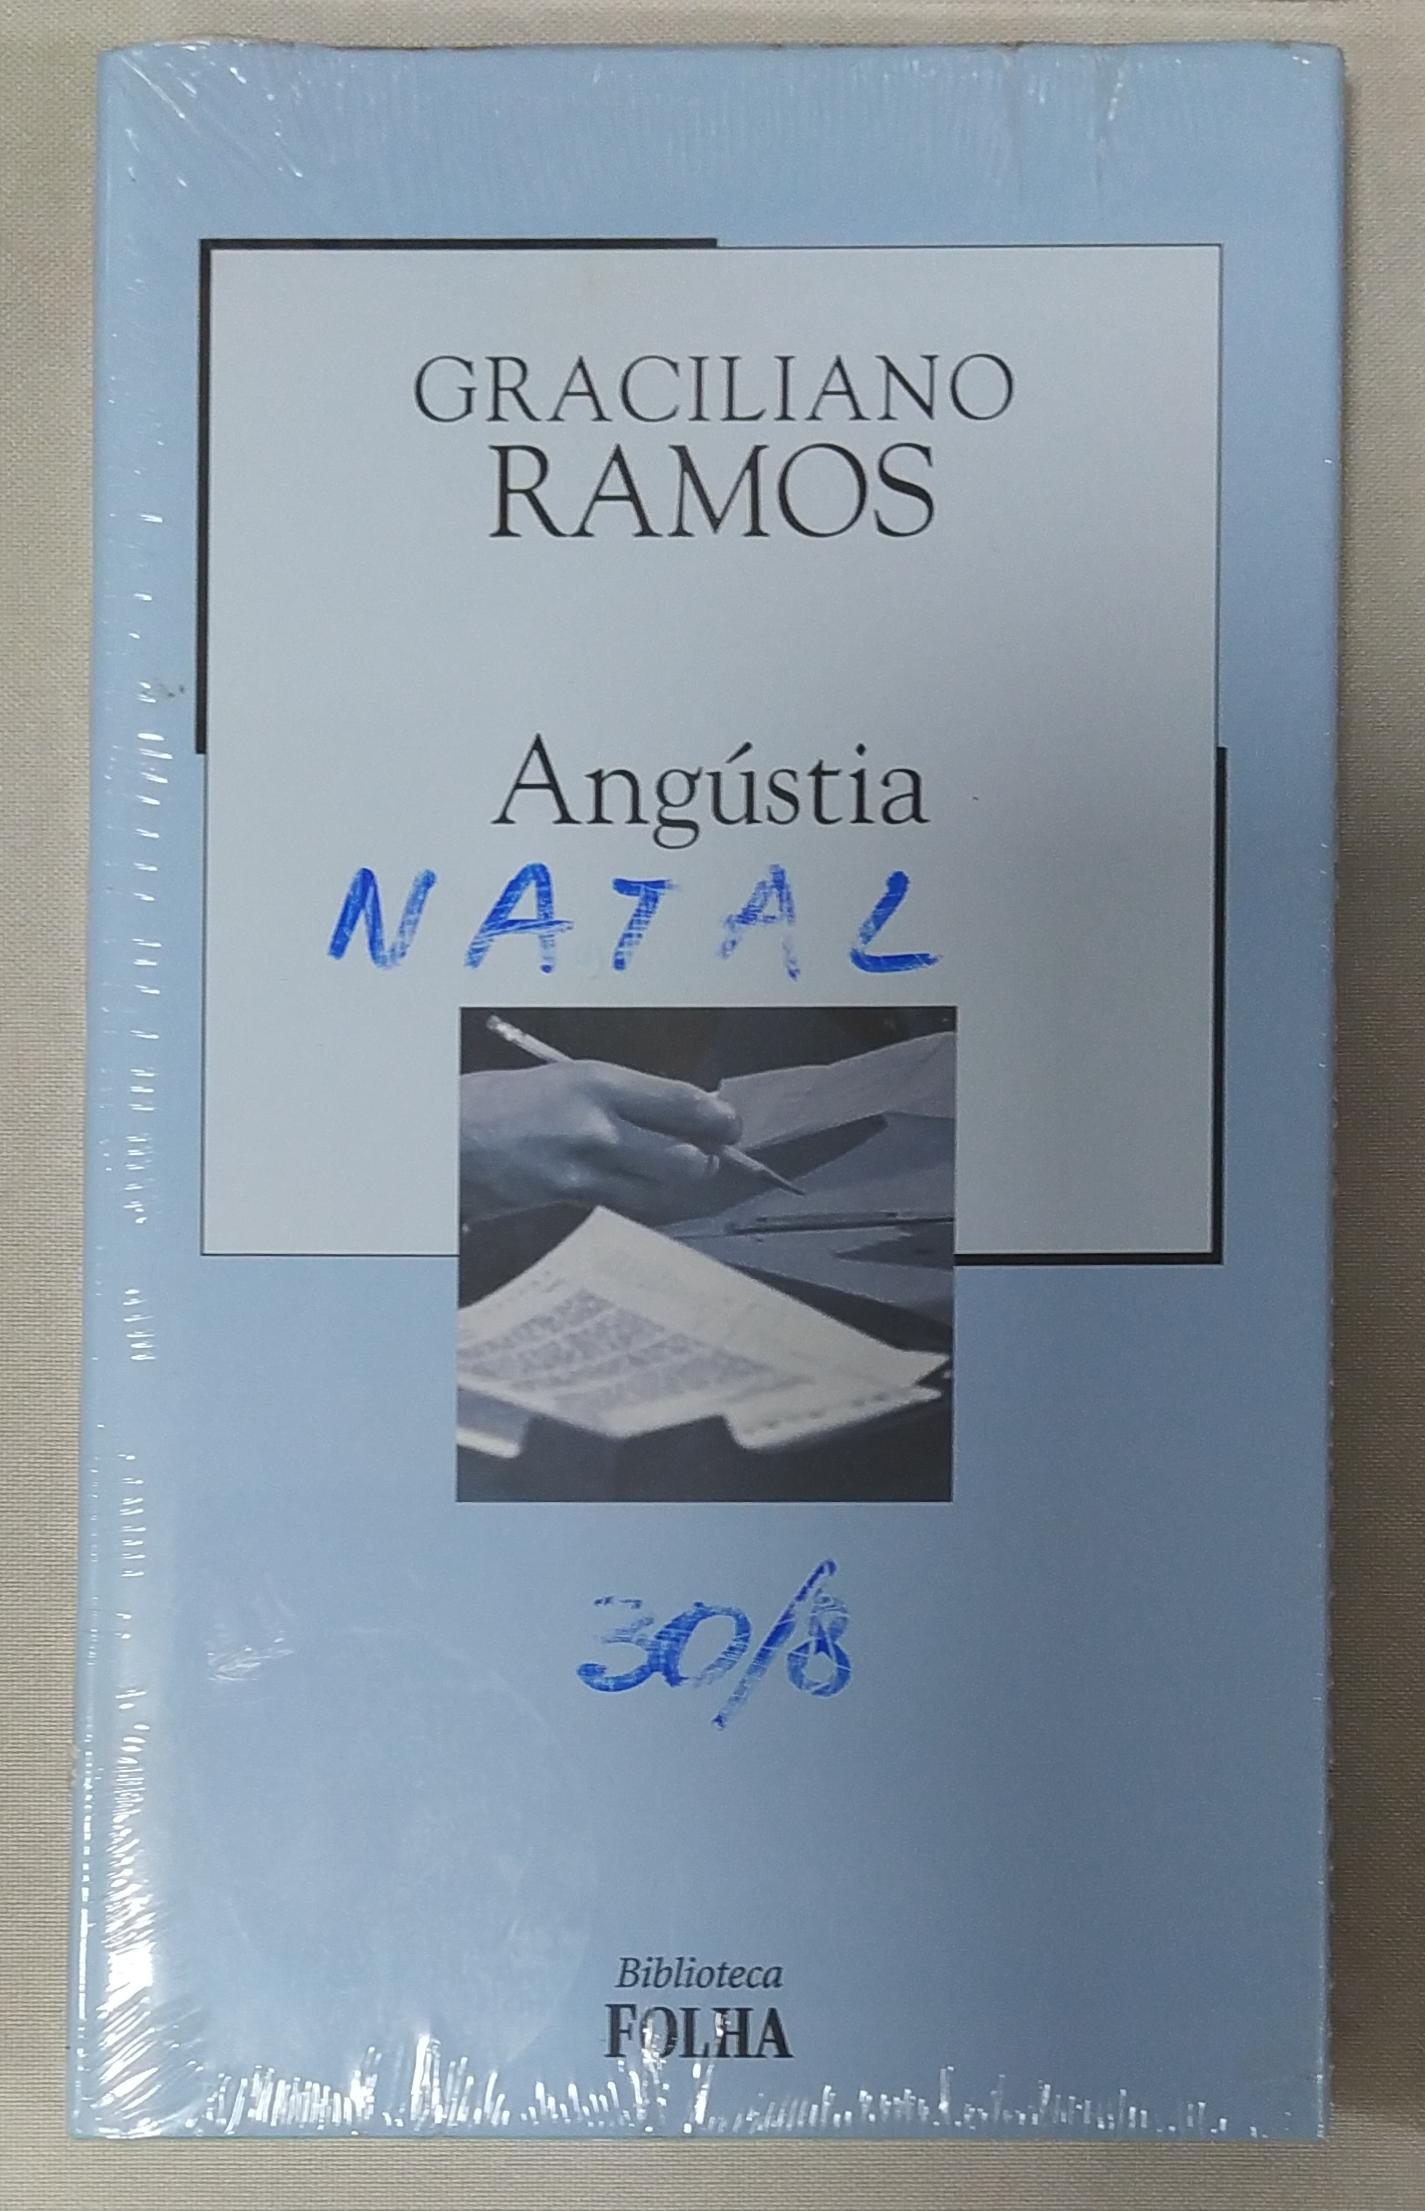 GRACILIANO
RAMOS
Angústia
NATAL
30/8
Biblioteca
FOLHA